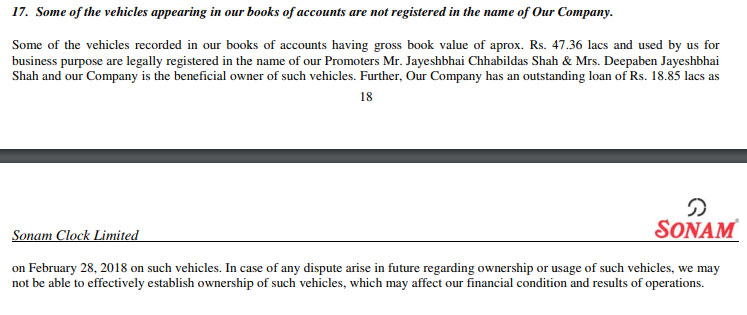 17. Some of the vehicles appearing in our books of accounts are not registered in the name of Our Company.
Some of the vehicles recorded in our books of accounts having gross book value of aprox. Rs. 47.36 lacs and used by us for
business purpose are legally registered in the name of our Promoters Mr. Jayeshbhai Chhabildas Shah & Mrs. Deepaben Jayeshbhai
Shah and our Company is the beneficial owner of such vehicles. Further, Our Company has an outstanding loan of Rs. 18.85 lacs as
18
SONAM
Sonam Clock Limited
on February 28, 2018 on such vehicles. In case of any dispute arise in future regarding ownership or usage of such vehicles, we may
not be able to effectively establish ownership of such vehicles, which may affect our financial condition and results of operations.